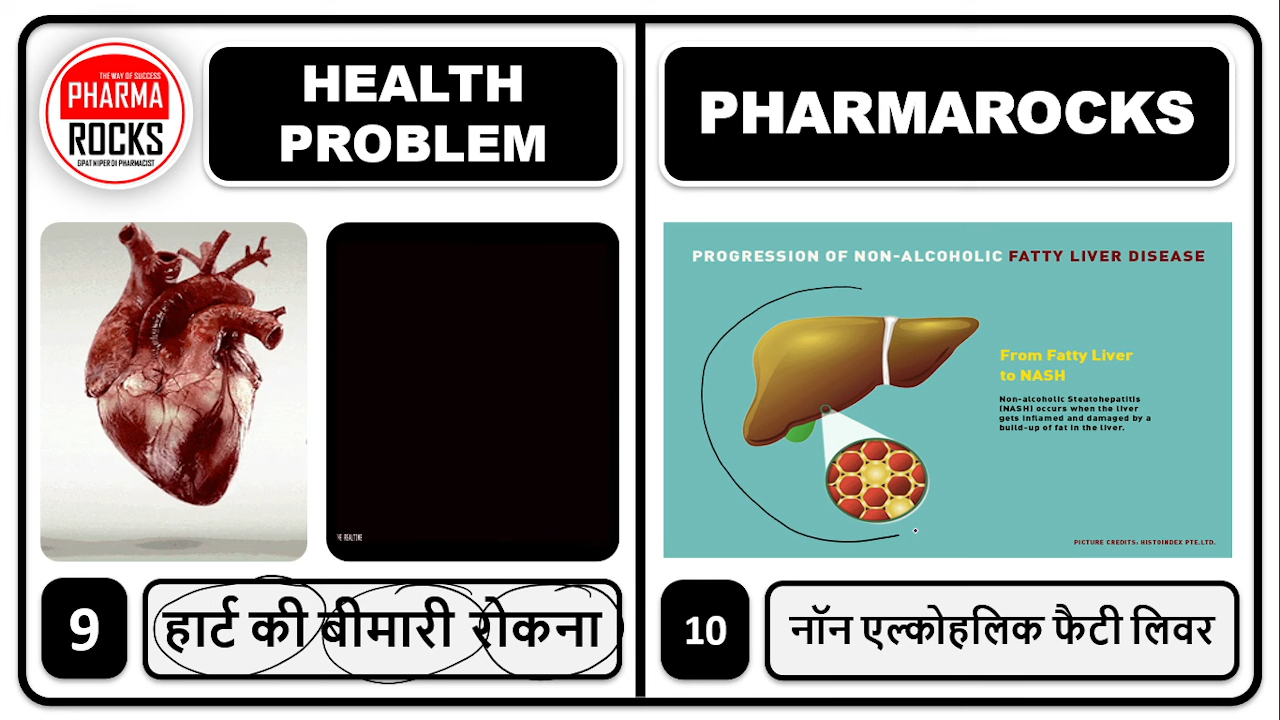 THE WAY OF SUCCESS
PHARMA
ROCKS
GPAT NIPER DI PHARMACIST
HEALTH
PROBLEM
PHARMAROCKS
PROGRESSION OF NON-ALCOHOLIC FATTY LIVER DISEASE
From Fatty Liver
to NASH
Non-alcoholic Steatohepatitis
(NASH) occurs when the liver
gets inflamed and damaged by a
build-up of fat in the liver.
PICTURE CREDITS: HISTOINDEX PTE.LTD.
9
हार्ट की बीमारी रोकना
10
नॉन एल्कोहलिक फैटी लिवर